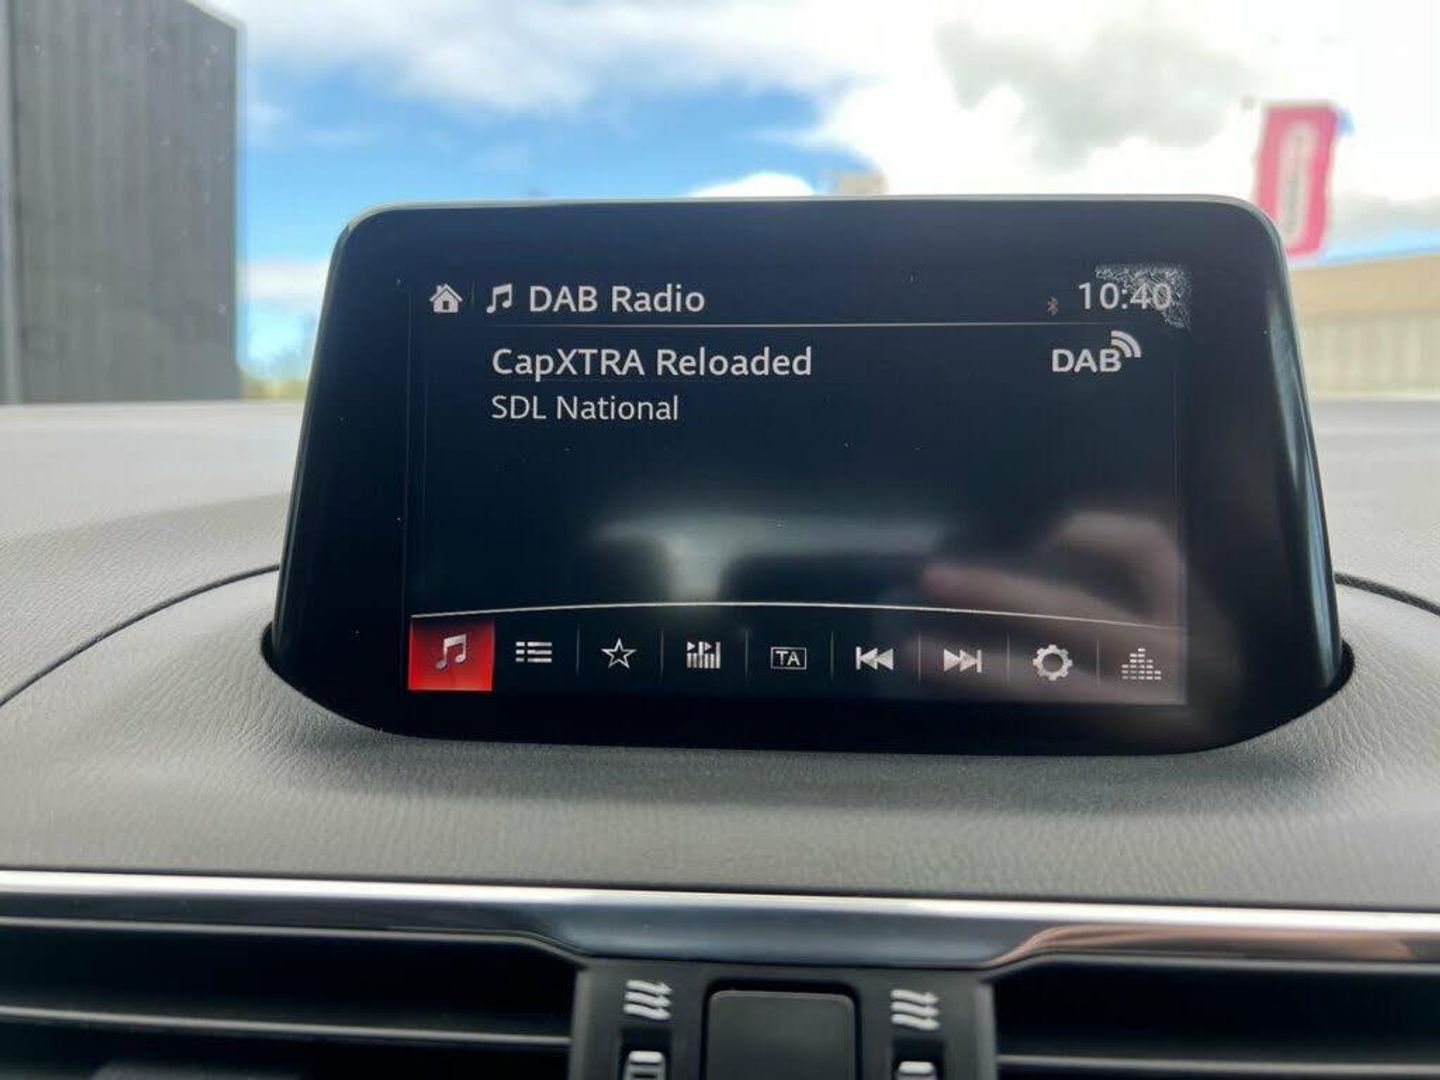 DAB Radio 10:40
CapXTRA Reloaded DAB
SDL National
TA